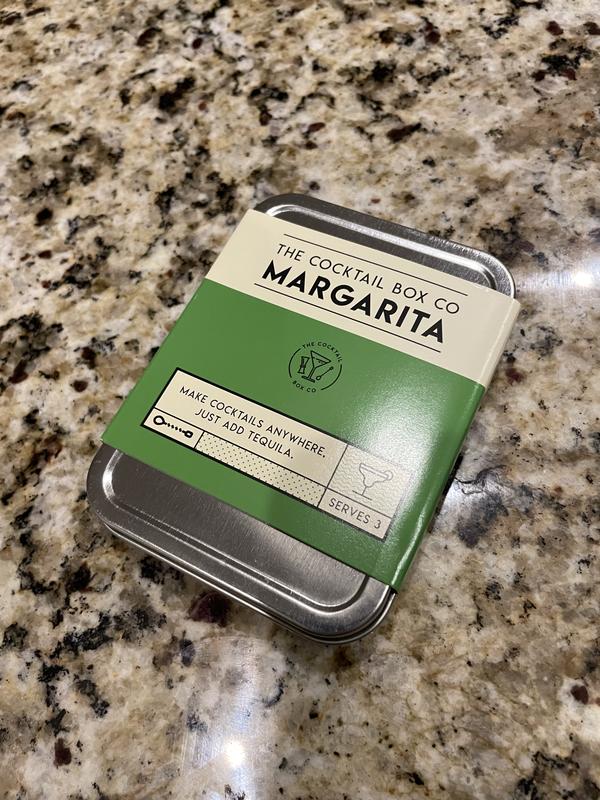 THE COCKTAIL BOX CO
MARGARITA
THE COCKTAIL
BOX CO
MAKE COCKTAILS ANYWHERE.
JUST ADD TEQUILA.
SERVES 3